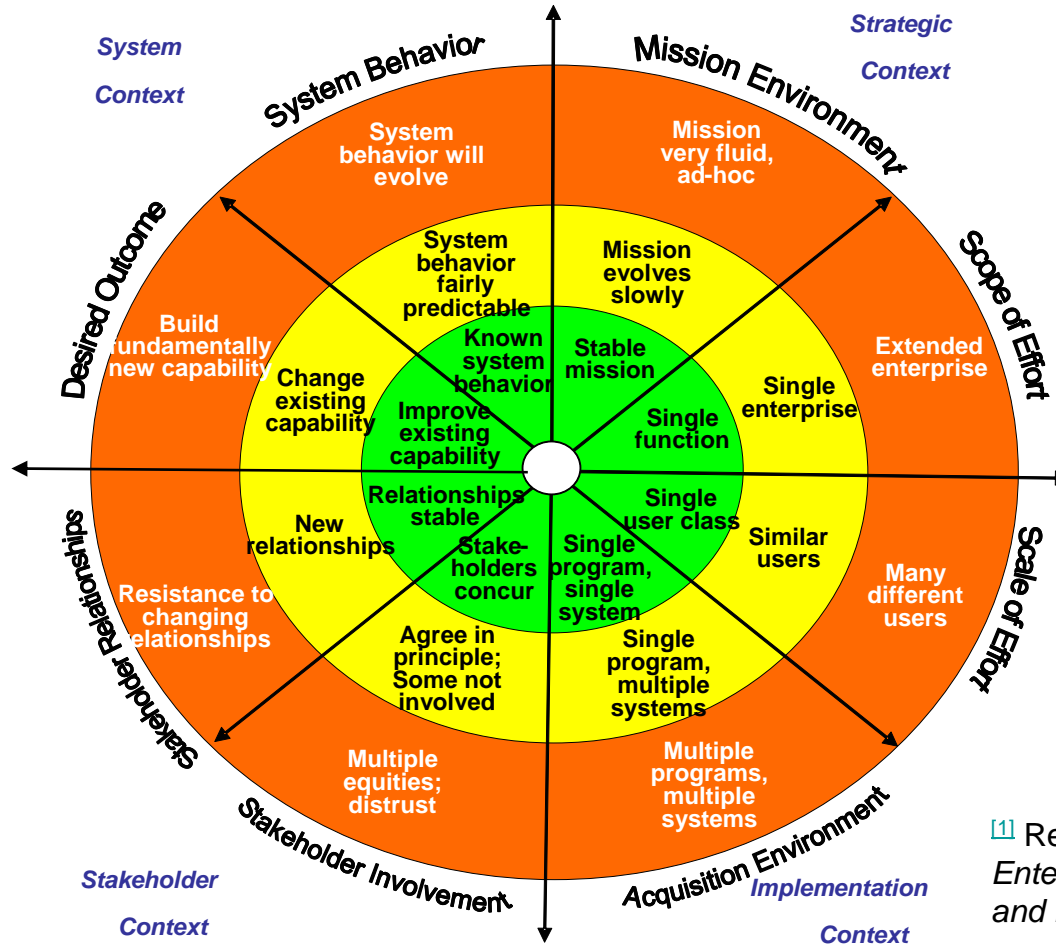 System
Context
System Behavior
Mission Environment
Strategic
Context
System
behavior will
evolve
Mission
very fluid,
ad-hoc
Desired Outcome
Scope of Effort
System
behavior
fairly
predictable
Mission
evolves
slowly
Build
fundamentally
new capability
Extended
enterprise
Known
system
behavior
Stable
mission
Change
existing
capability
Single
enterprise
Improve
existing
capability
Single
function
Relationships
stable
Single
user class
New
relationships
Stake-
holders
concur
Single
program,
single
system
Similar
users
Stakeholder Relationships
Resistance to
changing
relationships
Many
different
users
Scale of Effort
Agree in
principle;
Some not
involved
Single
program,
multiple
systems
Multiple
equities;
distrust
Multiple
programs,
multiple
systems
Stakeholder Involvement
Acquisition Environment
Stakeholder
Context
Implementation
Context
[1] Re
Ente
and